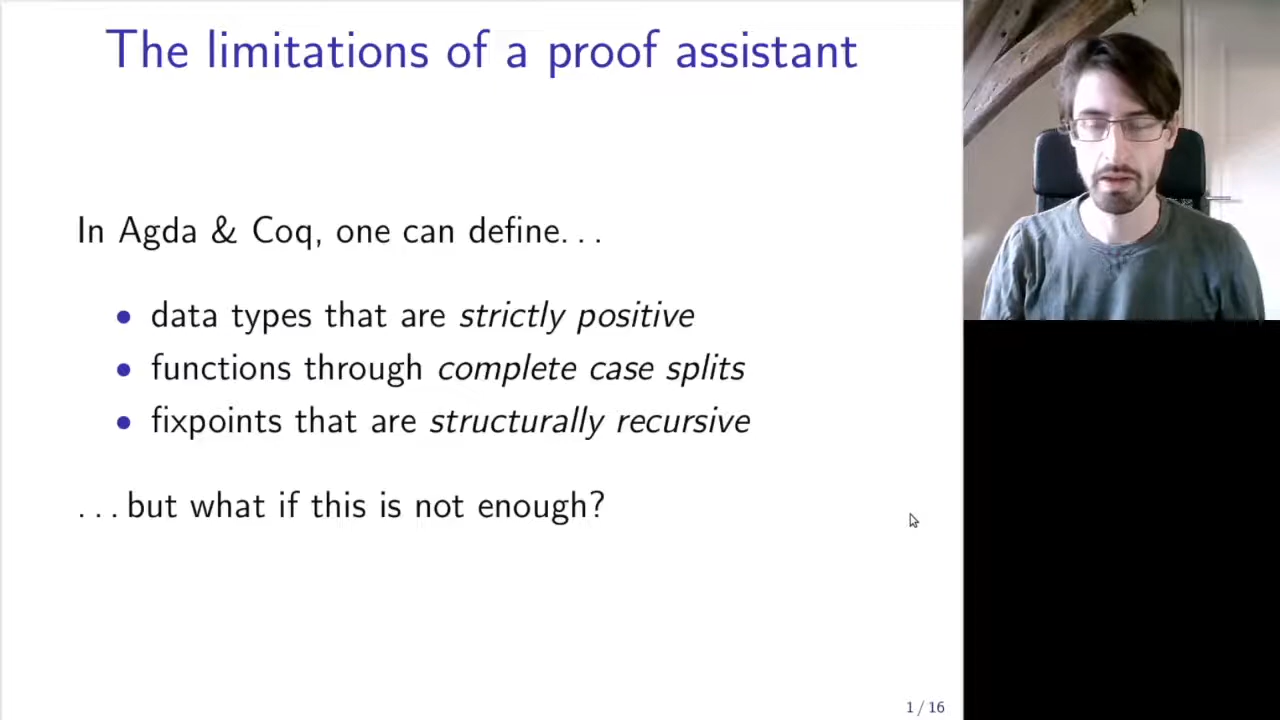 The limitations of a proof assistant
In Agda & Coq, one can define...
• data types that are strictly positive
• functions through complete case splits
• fixpoints that are structurally recursive
...but what if this is not enough?
1 / 16